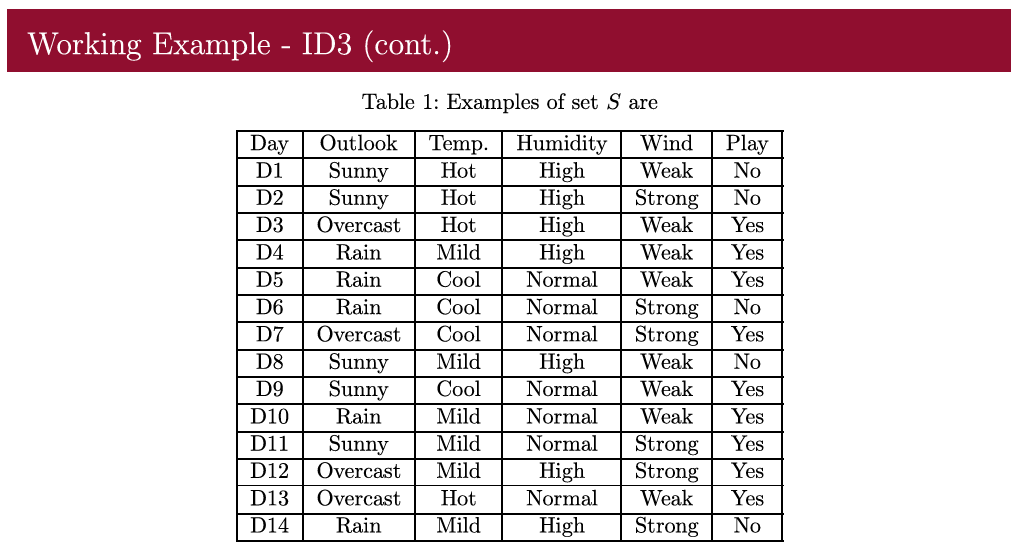 Working Example - ID3 (cont.)
Table 1: Examples of set S are
Day Outlook Temp. Humidity Wind Play
D1 Sunny Hot High Weak No
D2 Sunny Hot High Strong No
D3 Overcast Hot High Weak Yes
D4 Rain Mild High Weak Yes
D5 Rain Cool Normal Weak Yes
D6 Rain Cool Normal Strong No
D7 Overcast Cool Normal Strong Yes
D8 Sunny Mild High Weak No
D9 Sunny Cool Normal Weak Yes
D10 Rain Mild Normal Weak Yes
D11 Sunny Mild Normal Strong Yes
D12 Overcast Mild High Strong Yes
D13 Overcast Hot Normal Weak Yes
D14 Rain Mild High Strong No